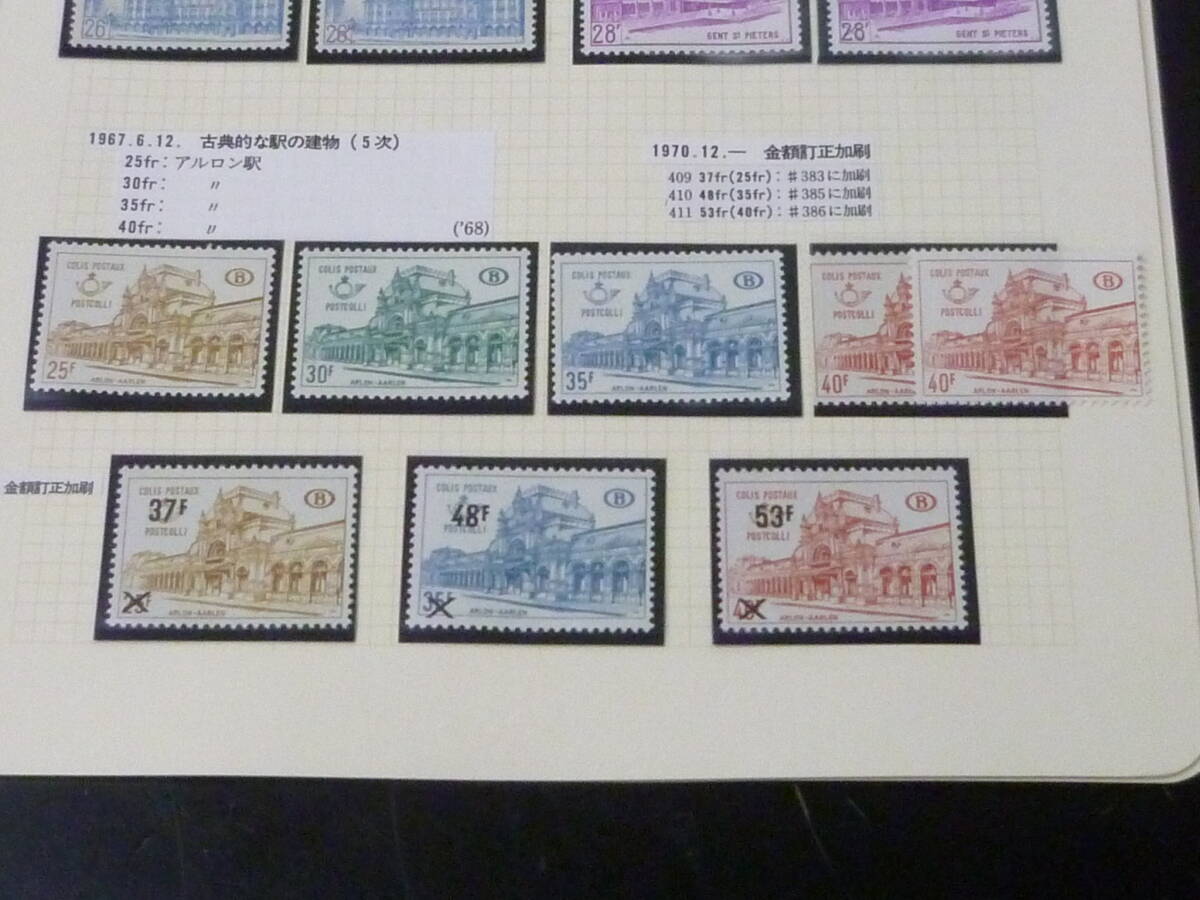 26
28
28F
GENT St PIETERS
28F
GENT St PIETERS
1967.6.12. 古典的な駅の建物（5次）
25fr: アルロン駅
30fr: 〃
35fr: 〃
40fr: 〃 ('68)
1970.12.— 金額訂正加刷
409 37fr(25fr): ♯383に加刷
410 48fr(35fr): ♯385に加刷
411 53fr(40fr): ♯386に加刷
COLIS POSTAUX
B
POSTCOLLI
25F
ARLON-AARLEN
COLIS POSTAUX
B
POSTCOLLI
30F
ARLON-AARLEN
COLIS POSTAUX
B
POSTCOLLI
35F
ARLON-AARLEN
COLIS POSTAUX
POSTCOLLI
40F
COLIS POSTAUX
B
POSTCOLLI
40F
ARLON-AARLEN
金額訂正加刷
COLIS POSTAUX
B
37F
POSTCOLLI
ARLON-AARLEN
COLIS POSTAUX
B
48F
POSTCOLLI
35F
ARLON-AARLEN
COLIS POSTAUX
B
53F
POSTCOLLI
ARLON-AARLEN